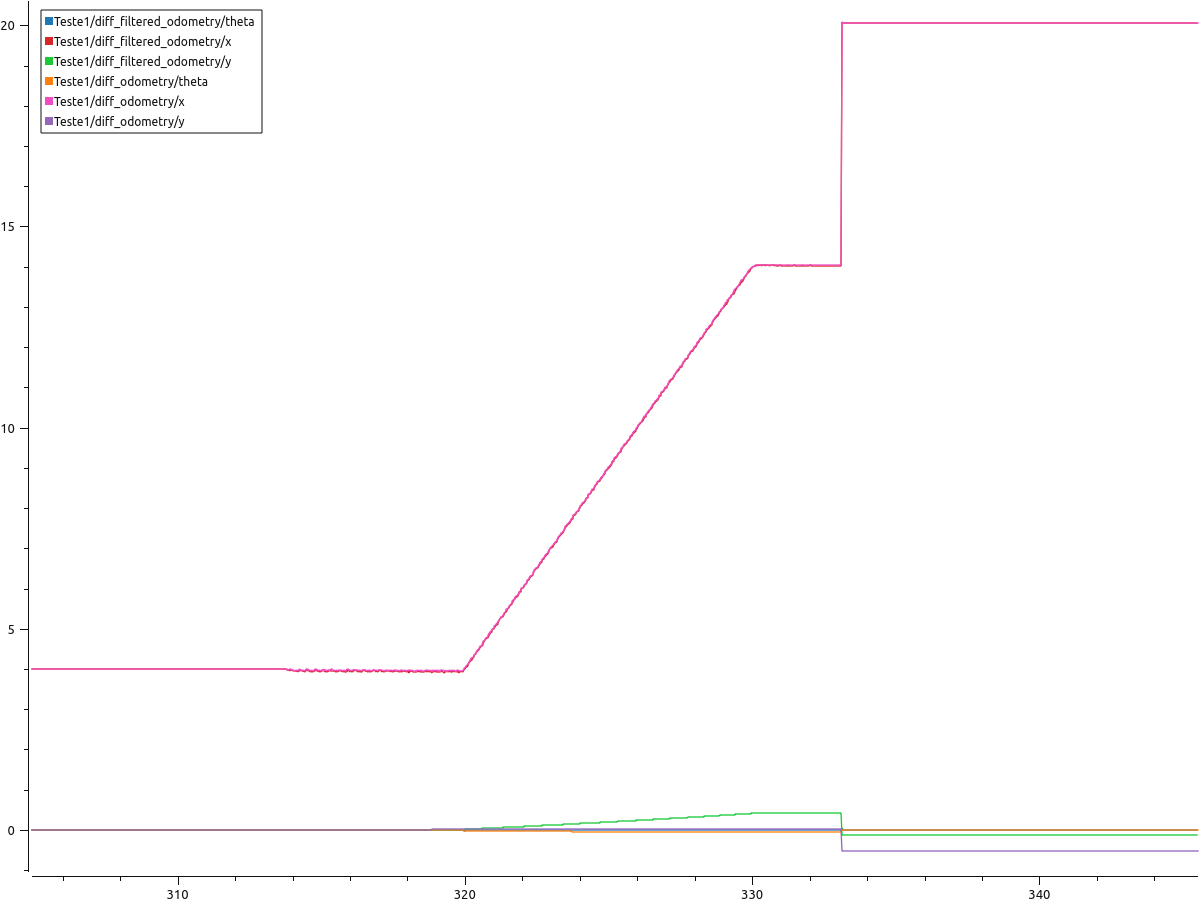 20
Teste1/diff_filtered_odometry/theta
Teste1/diff_filtered_odometry/x
Teste1/diff_filtered_odometry/y
Teste1/diff_odometry/theta
Teste1/diff_odometry/x
Teste1/diff_odometry/y
15
10
5
0
310 320 330 340